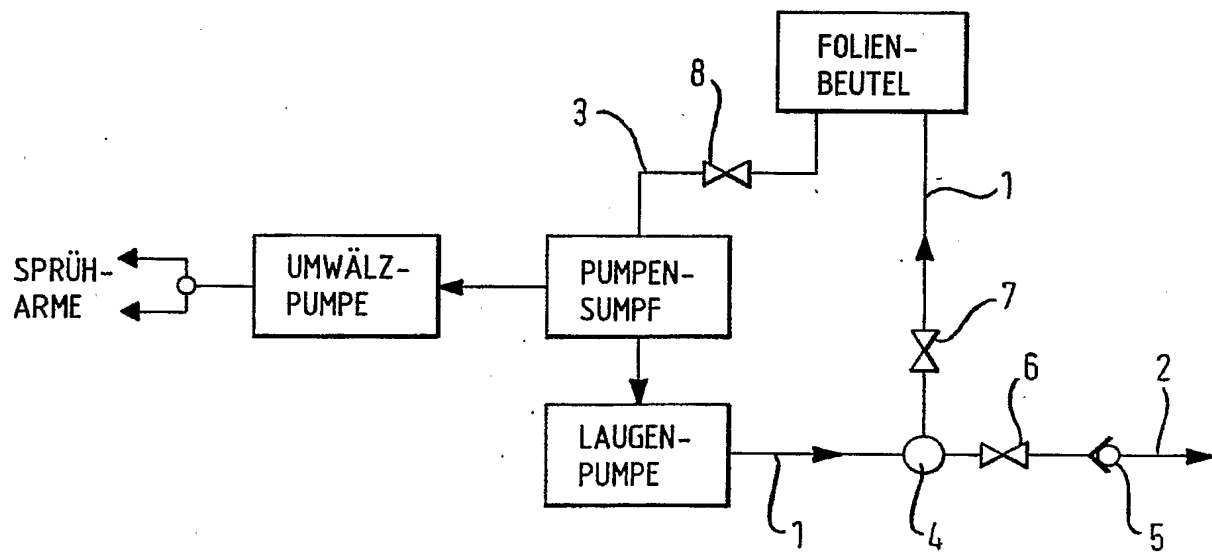 FOLIEN-
BEUTEL
8
3
1
SPRÜH-
ARME
UMWÄLZ-
PUMPE
PUMPEN-
SUMPF
7
6
2
LAUGEN-
PUMPE
1
4
5